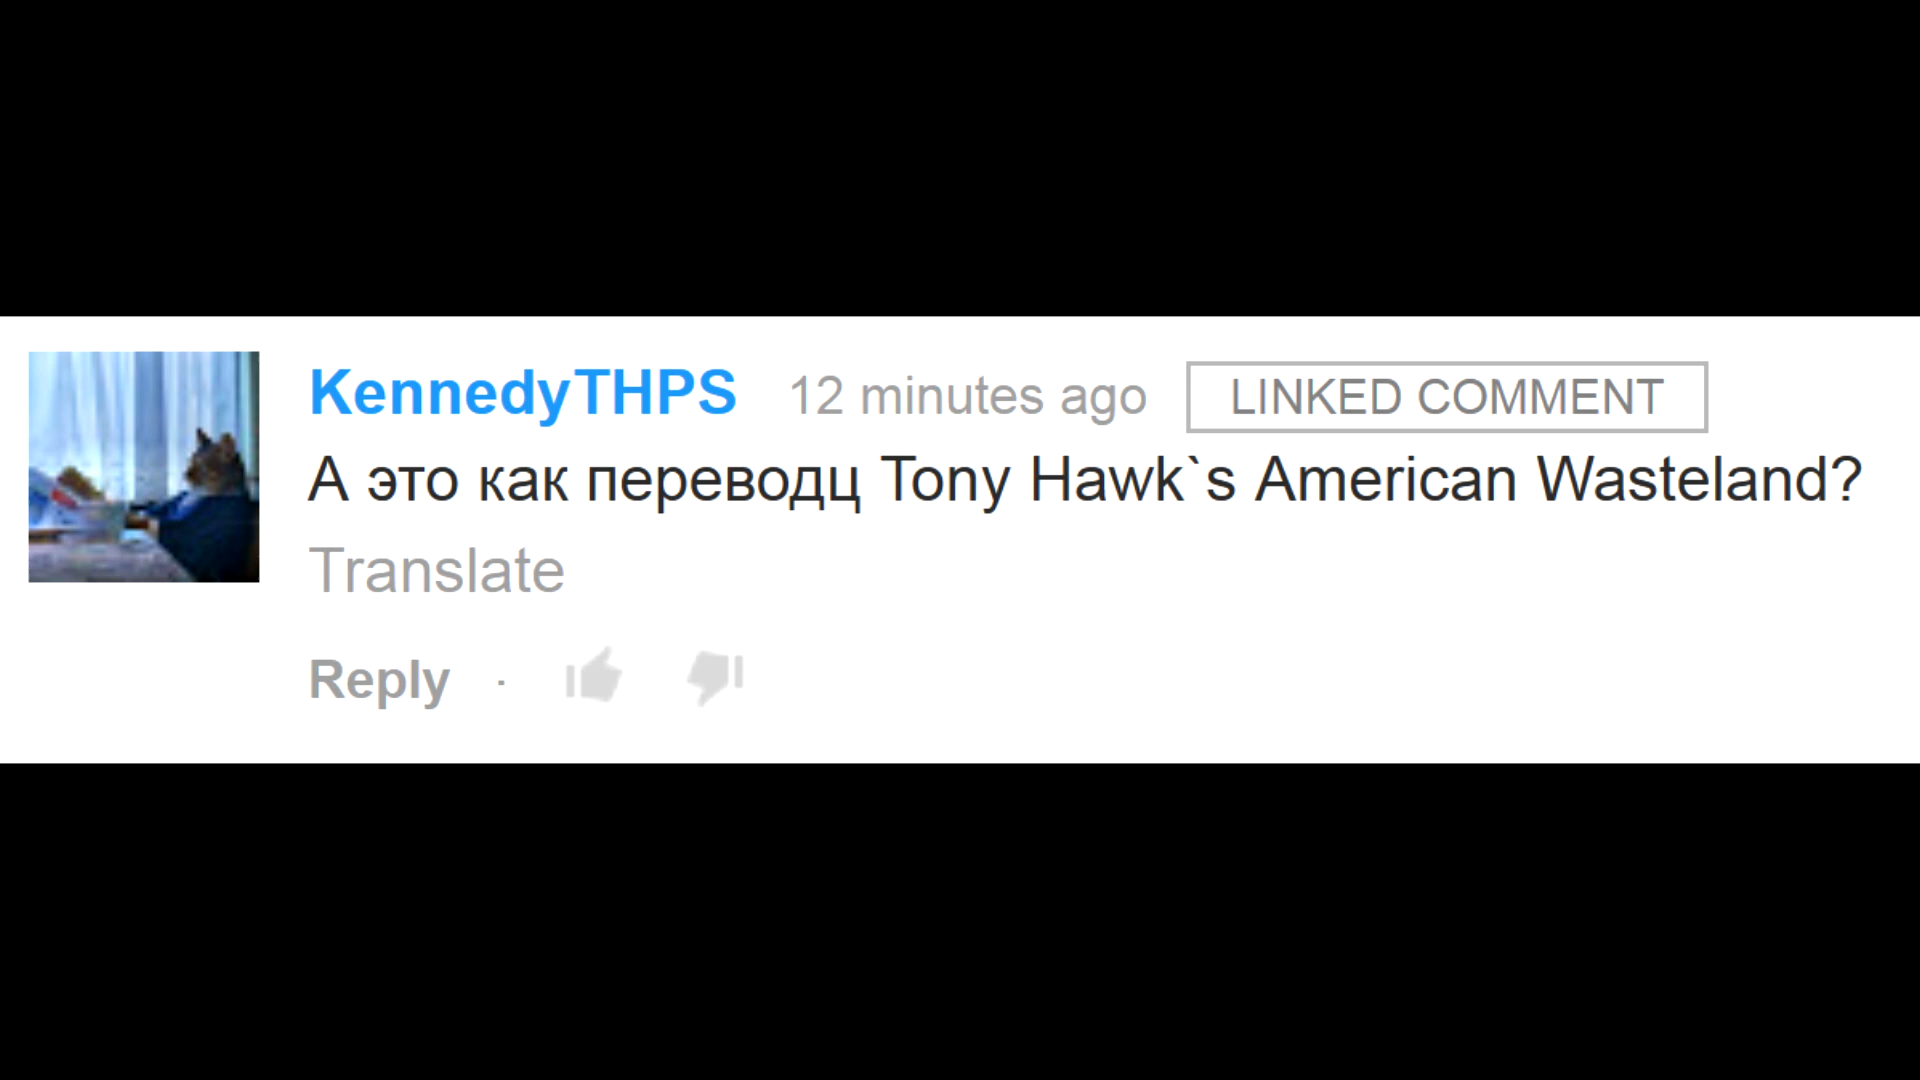 KennedyTHPS 12 minutes ago LINKED COMMENT
А это как переводц Tony Hawk`s American Wasteland?
Translate
Reply ·